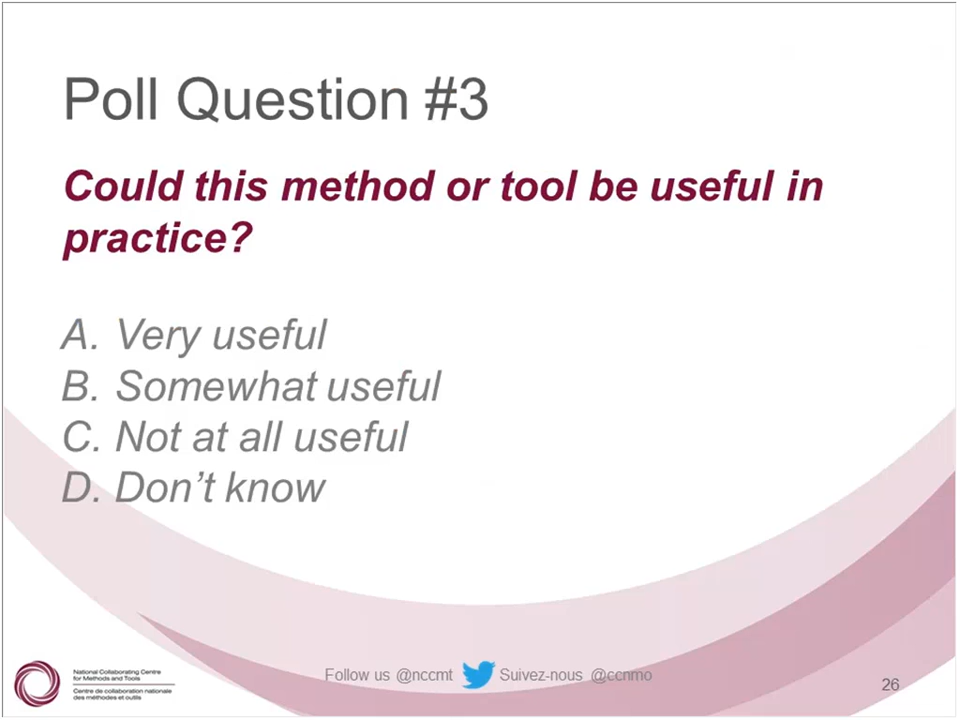 Poll Question #3
Could this method or tool be useful in
practice?
A. Very useful
B. Somewhat useful
C. Not at all useful
D. Don't know
National Collaborating Centre
for Methods and Tools
Centre de collaboration nationale
des méthodes et outils
Follow us @nccmt Suivez-nous @ccnmo
26